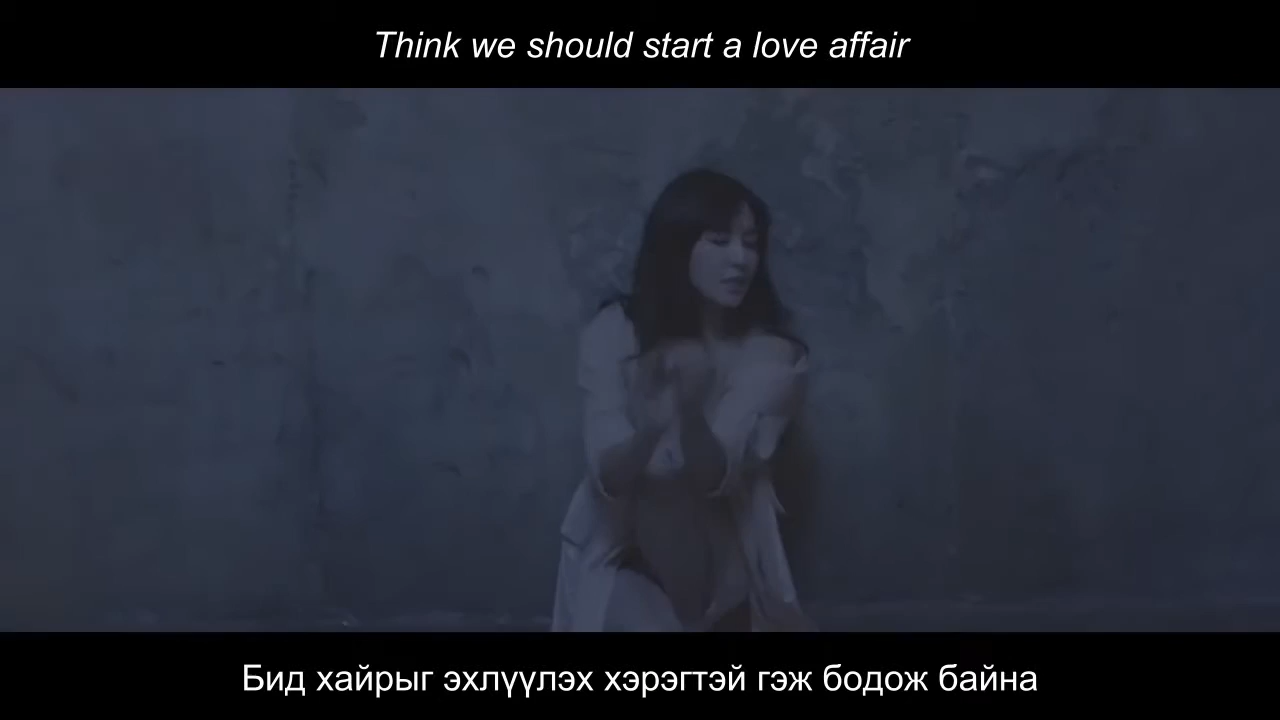 Think we should start a love affair
Бид хайрыг эхлүүлэх хэрэгтэй гэж бодож байна